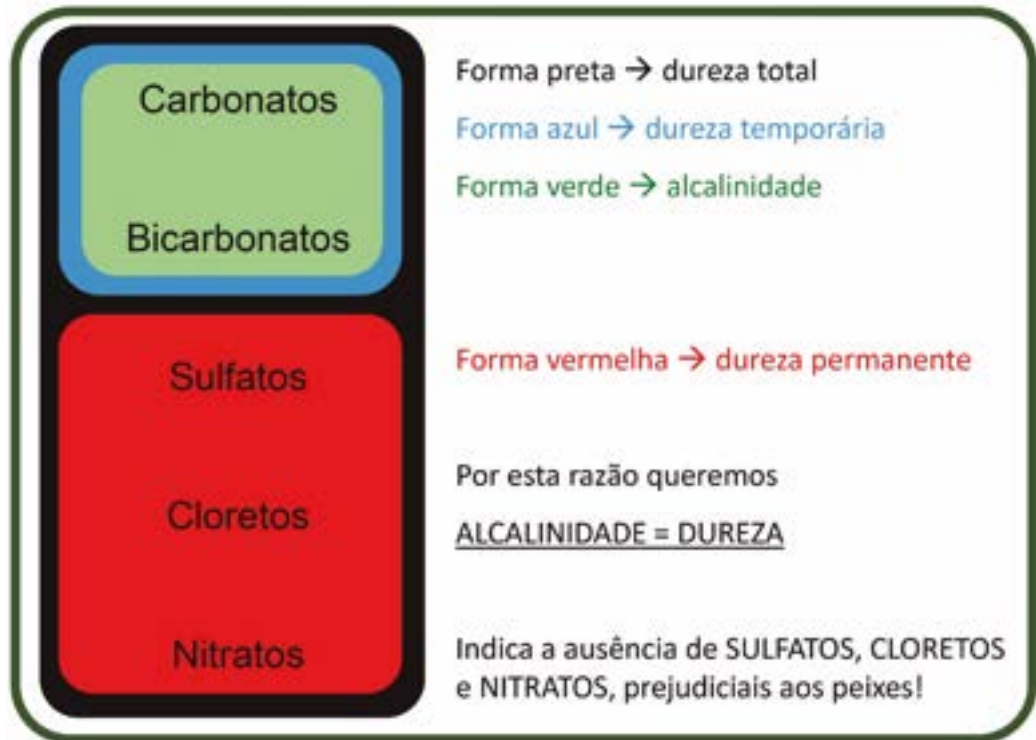 Carbonatos
Bicarbonatos
Sulfatos
Cloretos
Nitratos
Forma preta → dureza total
Forma azul → dureza temporária
Forma verde → alcalinidade
Forma vermelha → dureza permanente
Por esta razão queremos
ALCALINIDADE = DUREZA
Indica a ausência de SULFATOS, CLORETOS
e NITRATOS, prejudiciais aos peixes!